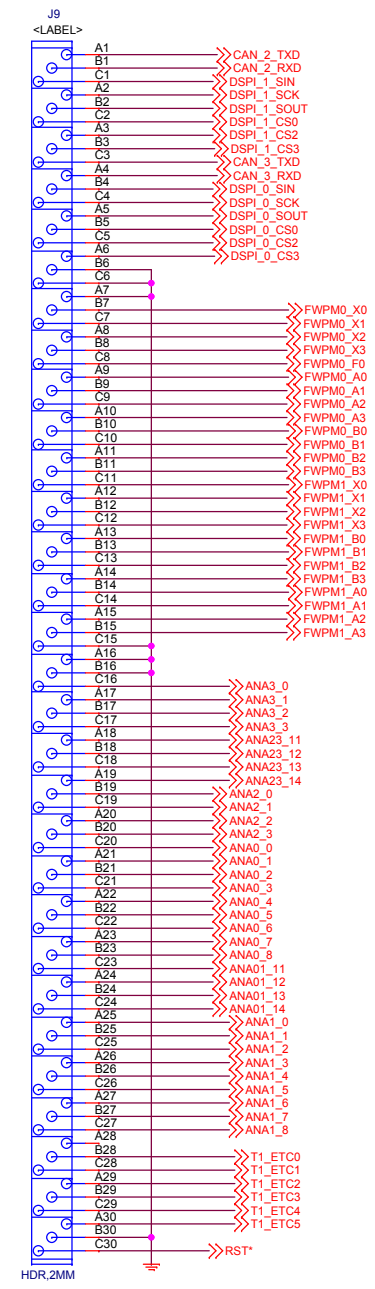 J9
<LABEL>
A1 CAN_2_TXD
B1 CAN_2_RXD
C1 DSPI_1_SIN
A2 DSPI_1_SCK
B2 DSPI_1_SOUT
C2 DSPI_1_CS0
A3 DSPI_1_CS2
B3 DSPI_1_CS3
C3 CAN_3_TXD
A4 CAN_3_RXD
B4 DSPI_0_SIN
C4 DSPI_0_SCK
A5 DSPI_0_SOUT
B5 DSPI_0_CS0
C5 DSPI_0_CS2
A6 DSPI_0_CS3
B6
C6
A7
B7 FWPM0_X0
C7 FWPM0_X1
A8 FWPM0_X2
B8 FWPM0_X3
C8 FWPM0_F0
A9 FWPM0_A0
B9 FWPM0_A1
C9 FWPM0_A2
A10 FWPM0_A3
B10 FWPM0_B0
C10 FWPM0_B1
A11 FWPM0_B2
B11 FWPM0_B3
C11 FWPM1_X0
A12 FWPM1_X1
B12 FWPM1_X2
C12 FWPM1_X3
A13 FWPM1_B0
B13 FWPM1_B1
C13 FWPM1_B2
A14 FWPM1_B3
B14 FWPM1_A0
C14 FWPM1_A1
A15 FWPM1_A2
B15 FWPM1_A3
C15
A16
B16
C16 ANA3_0
A17 ANA3_1
B17 ANA3_2
C17 ANA3_3
A18 ANA23_11
B18 ANA23_12
C18 ANA23_13
A19 ANA23_14
B19 ANA2_0
C19 ANA2_1
A20 ANA2_2
B20 ANA2_3
C20 ANA0_0
A21 ANA0_1
B21 ANA0_2
C21 ANA0_3
A22 ANA0_4
B22 ANA0_5
C22 ANA0_6
A23 ANA0_7
B23 ANA0_8
C23 ANA01_11
A24 ANA01_12
B24 ANA01_13
C24 ANA01_14
A25 ANA1_0
B25 ANA1_1
C25 ANA1_2
A26 ANA1_3
B26 ANA1_4
C26 ANA1_5
A27 ANA1_6
B27 ANA1_7
C27 ANA1_8
A28
B28 T1_ETC0
C28 T1_ETC1
A29 T1_ETC2
B29 T1_ETC3
C29 T1_ETC4
A30 T1_ETC5
B30
C30 RST*
HDR,2MM